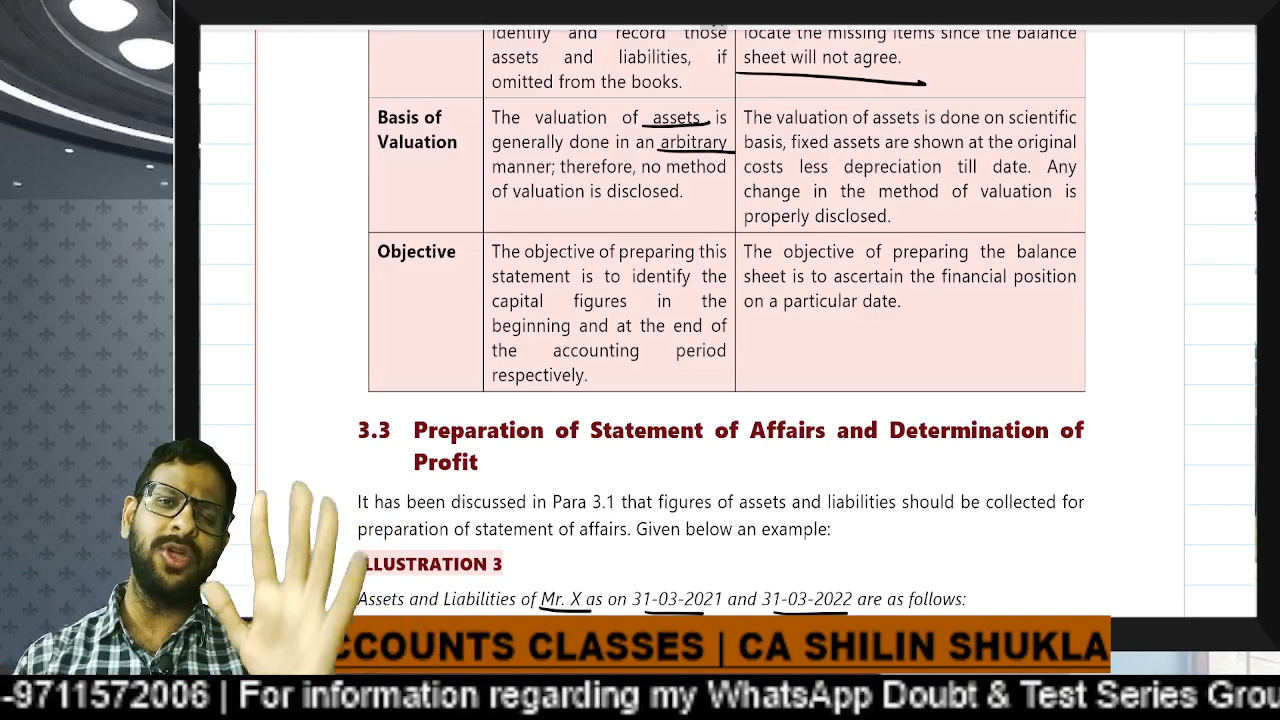 identify and record those
assets and liabilities, if
omitted from the books.
locate the missing items since the balance
sheet will not agree.
Basis of
Valuation
The valuation of assets is
generally done in an arbitrary
manner; therefore, no method
of valuation is disclosed.
The valuation of assets is done on scientific
basis, fixed assets are shown at the original
costs less depreciation till date. Any
change in the method of valuation is
properly disclosed.
Objective
The objective of preparing this
statement is to identify the
capital figures in the
beginning and at the end of
the accounting period
respectively.
The objective of preparing the balance
sheet is to ascertain the financial position
on a particular date.
3.3 Preparation of Statement of Affairs and Determination of
Profit
It has been discussed in Para 3.1 that figures of assets and liabilities should be collected for
preparation of statement of affairs. Given below an example:
LLUSTRATION 3
Assets and Liabilities of Mr. X as on 31-03-2021 and 31-03-2022 are as follows:
CCOUNTS CLASSES | CA SHILIN SHUKLA
-9711572006 | For information regarding my WhatsApp Doubt & Test Series Grou